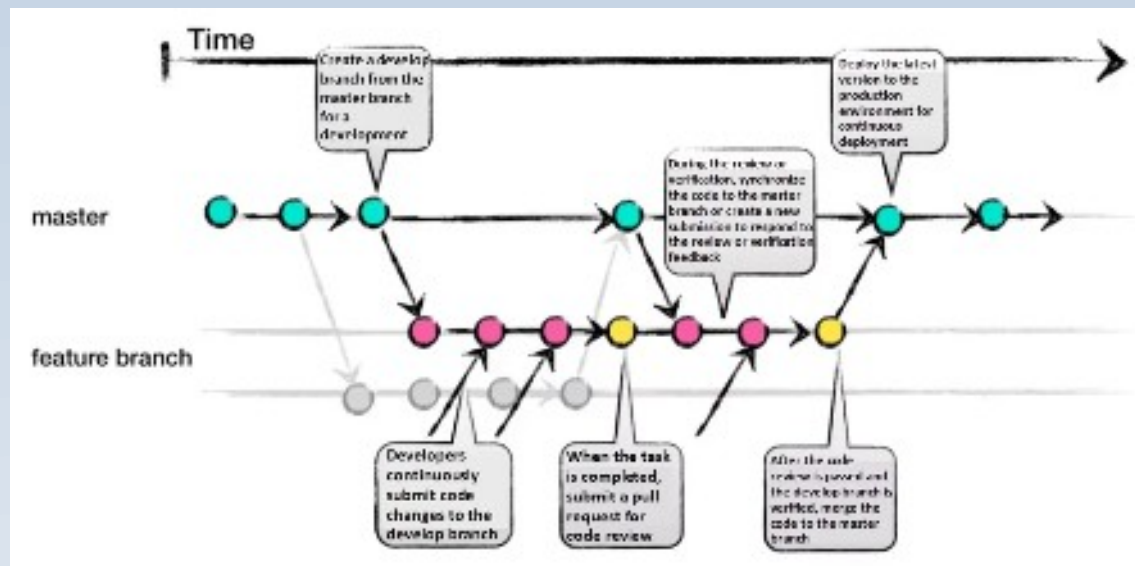 Time
Create a develop
branch from the
master branch
for a
development
Deploy the latest
version to the
production
environment for
continuous
deployment
During the review or
verification, synchronize
the code to the master
branch or create a new
submission to respond to
the review or verification
feedback
master
feature branch
Developers
continuously
submit code
changes to the
develop branch
When the task
is completed,
submit a pull
request for
code review
After the code
review is passed and
the develop branch is
verified, merge the
code to the master
branch